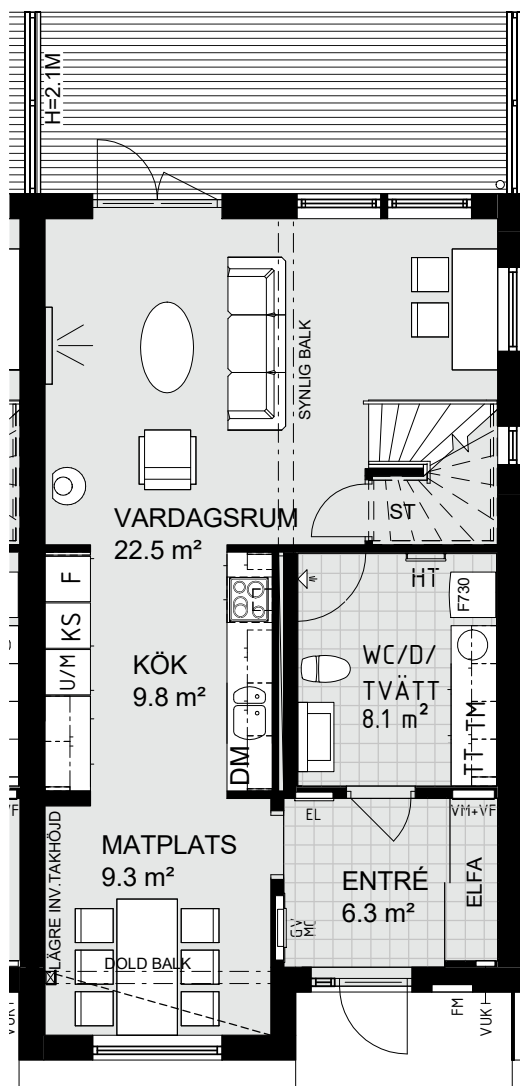 H=2.1M
SYNLIG BALK
VARDAGSRUM
22.5 m²
ST
F
KS
U/M
KÖK
9.8 m²
DM
HT
F730
WC/D/
TVÄTT
8.1 m²
TT TM
EL
VM+VF
MATPLATS
9.3 m²
LÄGRE INV.TAKHÖJD
ENTRÉ
6.3 m²
ELFA
GV
MC
DOLD BALK
VUK
FM
VUK